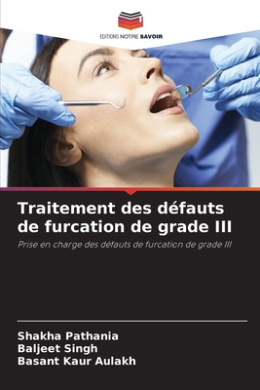 EDITIONS NOTRE SAVOIR
Traitement des défauts
de furcation de grade III
Prise en charge des défauts de furcation de grade III
Shakha Pathania
Baljeet Singh
Basant Kaur Aulakh